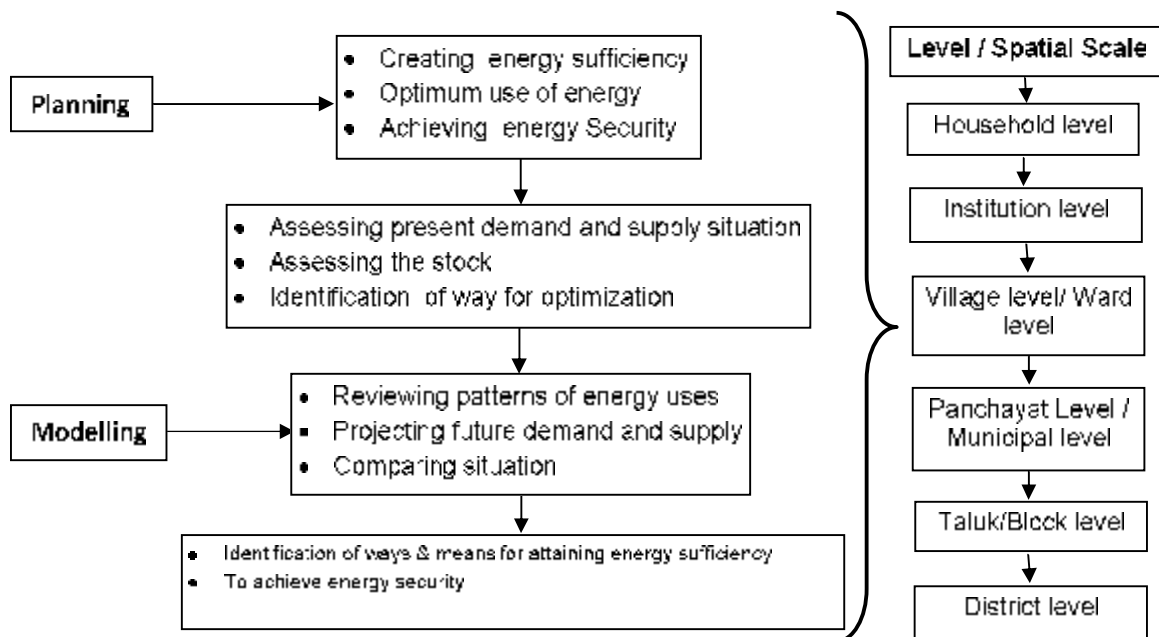 Planning
• Creating energy sufficiency
• Optimum use of energy
• Achieving energy Security
• Assessing present demand and supply situation
• Assessing the stock
• Identification of way for optimization
Modelling
• Reviewing patterns of energy uses
▪ Projecting future demand and supply
• Comparing situation
• Identification of ways & means for attaining energy sufficiency
• To achieve energy security
Level / Spatial Scale
Household level
Institution level
Village level/ Ward
level
Panchayat Level /
Municipal level
Taluk/Block level
District level